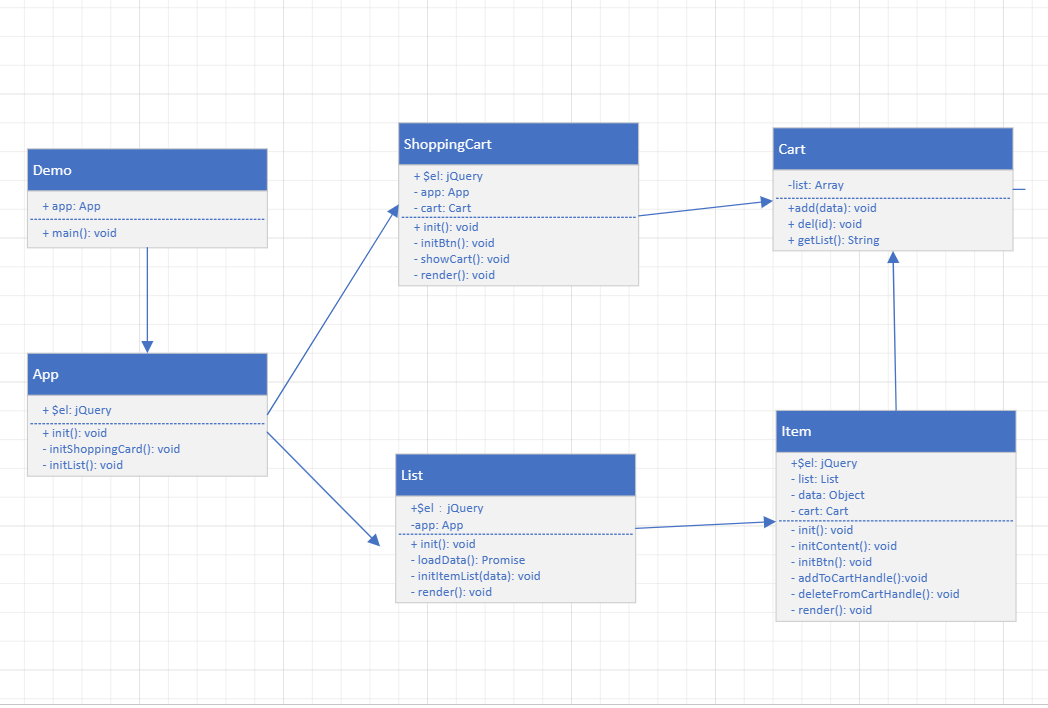 Demo
+ app: App
+ main(): void
App
+ $el: jQuery
+ init(): void
- initShoppingCard(): void
- initList(): void
ShoppingCart
+ $el: jQuery
- app: App
- cart: Cart
+ init(): void
- initBtn(): void
- showCart(): void
- render(): void
List
+$el : jQuery
-app: App
+ init(): void
- loadData(): Promise
- initItemList(data): void
- render(): void
Cart
-list: Array
+add(data): void
+ del(id): void
+ getList(): String
Item
+$el: jQuery
- list: List
- data: Object
- cart: Cart
- init(): void
- initContent(): void
- initBtn(): void
- addToCartHandle():void
- deleteFromCartHandle(): void
- render(): void